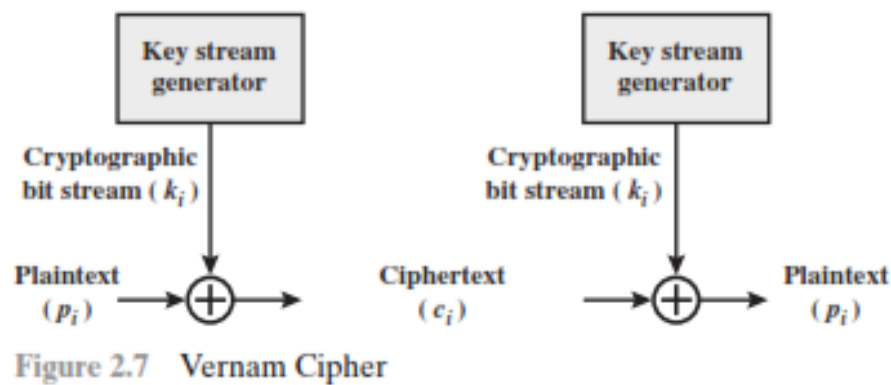 Key stream
generator
Key stream
generator
Cryptographic
bit stream ( kᵢ )
Cryptographic
bit stream ( kᵢ )
Plaintext
( pᵢ )
Ciphertext
( cᵢ )
Plaintext
( pᵢ )
Figure 2.7 Vernam Cipher